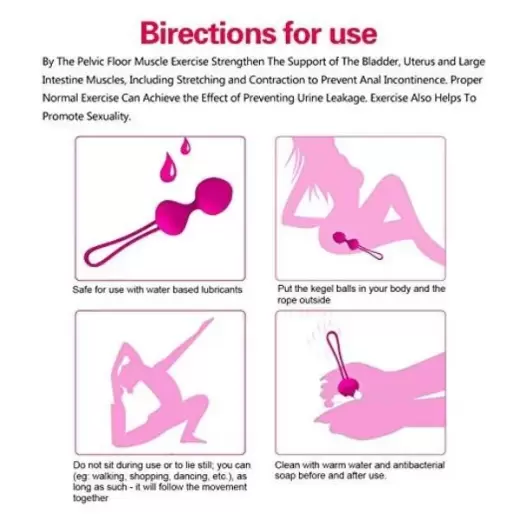 Birections for use
By The Pelvic Floor Muscle Exercise Strengthen The Support of The Bladder, Uterus and Large
Intestine Muscles, Including Stretching and Contraction to Prevent Anal Incontinence. Proper
Normal Exercise Can Achieve the Effect of Preventing Urine Leakage. Exercise Also Helps To
Promote Sexuality.
Safe for use with water based lubricants
Put the kegel balls in your body and the
rope outside
Do not sit during use or to lie still; you can
(eg: walking, shopping, dancing, etc.), as
long as such - it will follow the movement
together
Clean with warm water and antibacterial
soap before and after use.